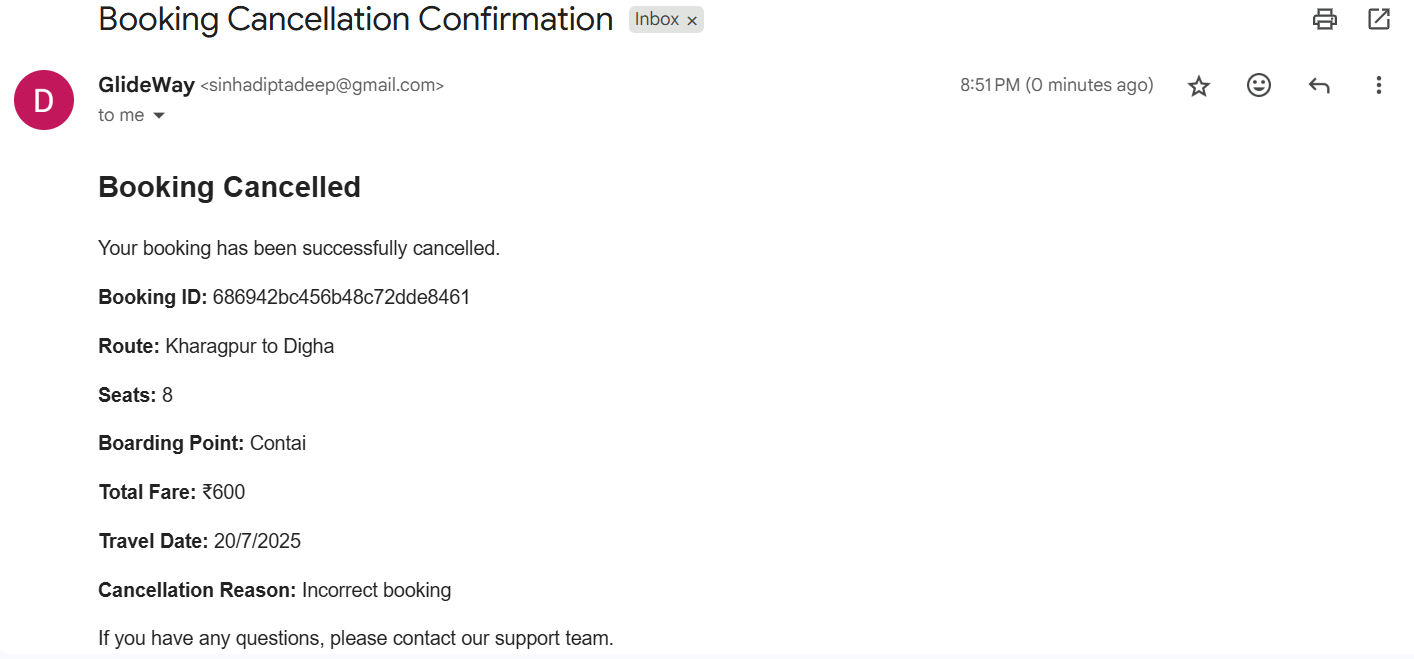 Booking Cancellation Confirmation Inbox ×
D
GlideWay <sinhadiptadeep@gmail.com> 8:51 PM (0 minutes ago)
to me
Booking Cancelled
Your booking has been successfully cancelled.
Booking ID: 686942bc456b48c72dde8461
Route: Kharagpur to Digha
Seats: 8
Boarding Point: Contai
Total Fare: ₹600
Travel Date: 20/7/2025
Cancellation Reason: Incorrect booking
If you have any questions, please contact our support team.